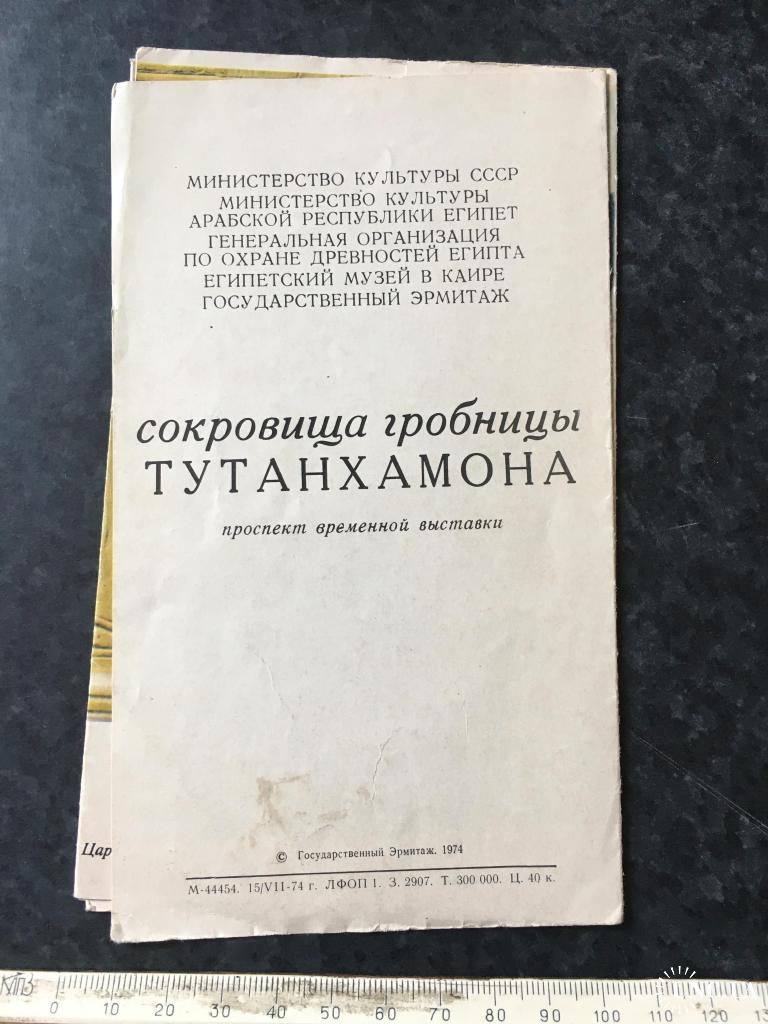 МИНИСТЕРСТВО КУЛЬТУРЫ СССР
МИНИСТЕРСТВО КУЛЬТУРЫ
АРАБСКОЙ РЕСПУБЛИКИ ЕГИПЕТ
ГЕНЕРАЛЬНАЯ ОРГАНИЗАЦИЯ
ПО ОХРАНЕ ДРЕВНОСТЕЙ ЕГИПТА
ЕГИПЕТСКИЙ МУЗЕЙ В КАИРЕ
ГОСУДАРСТВЕННЫЙ ЭРМИТАЖ
сокровища гробницы
ТУТАНХАМОНА
проспект временной выставки
Цар
© Государственный Эрмитаж. 1974
М-44454. 15/VII-74 г. ЛФОП 1. З. 2907. Т. 300 000. Ц. 40 к.
0 10 20 30 40 50 60 70 80 90 100 110 120 13